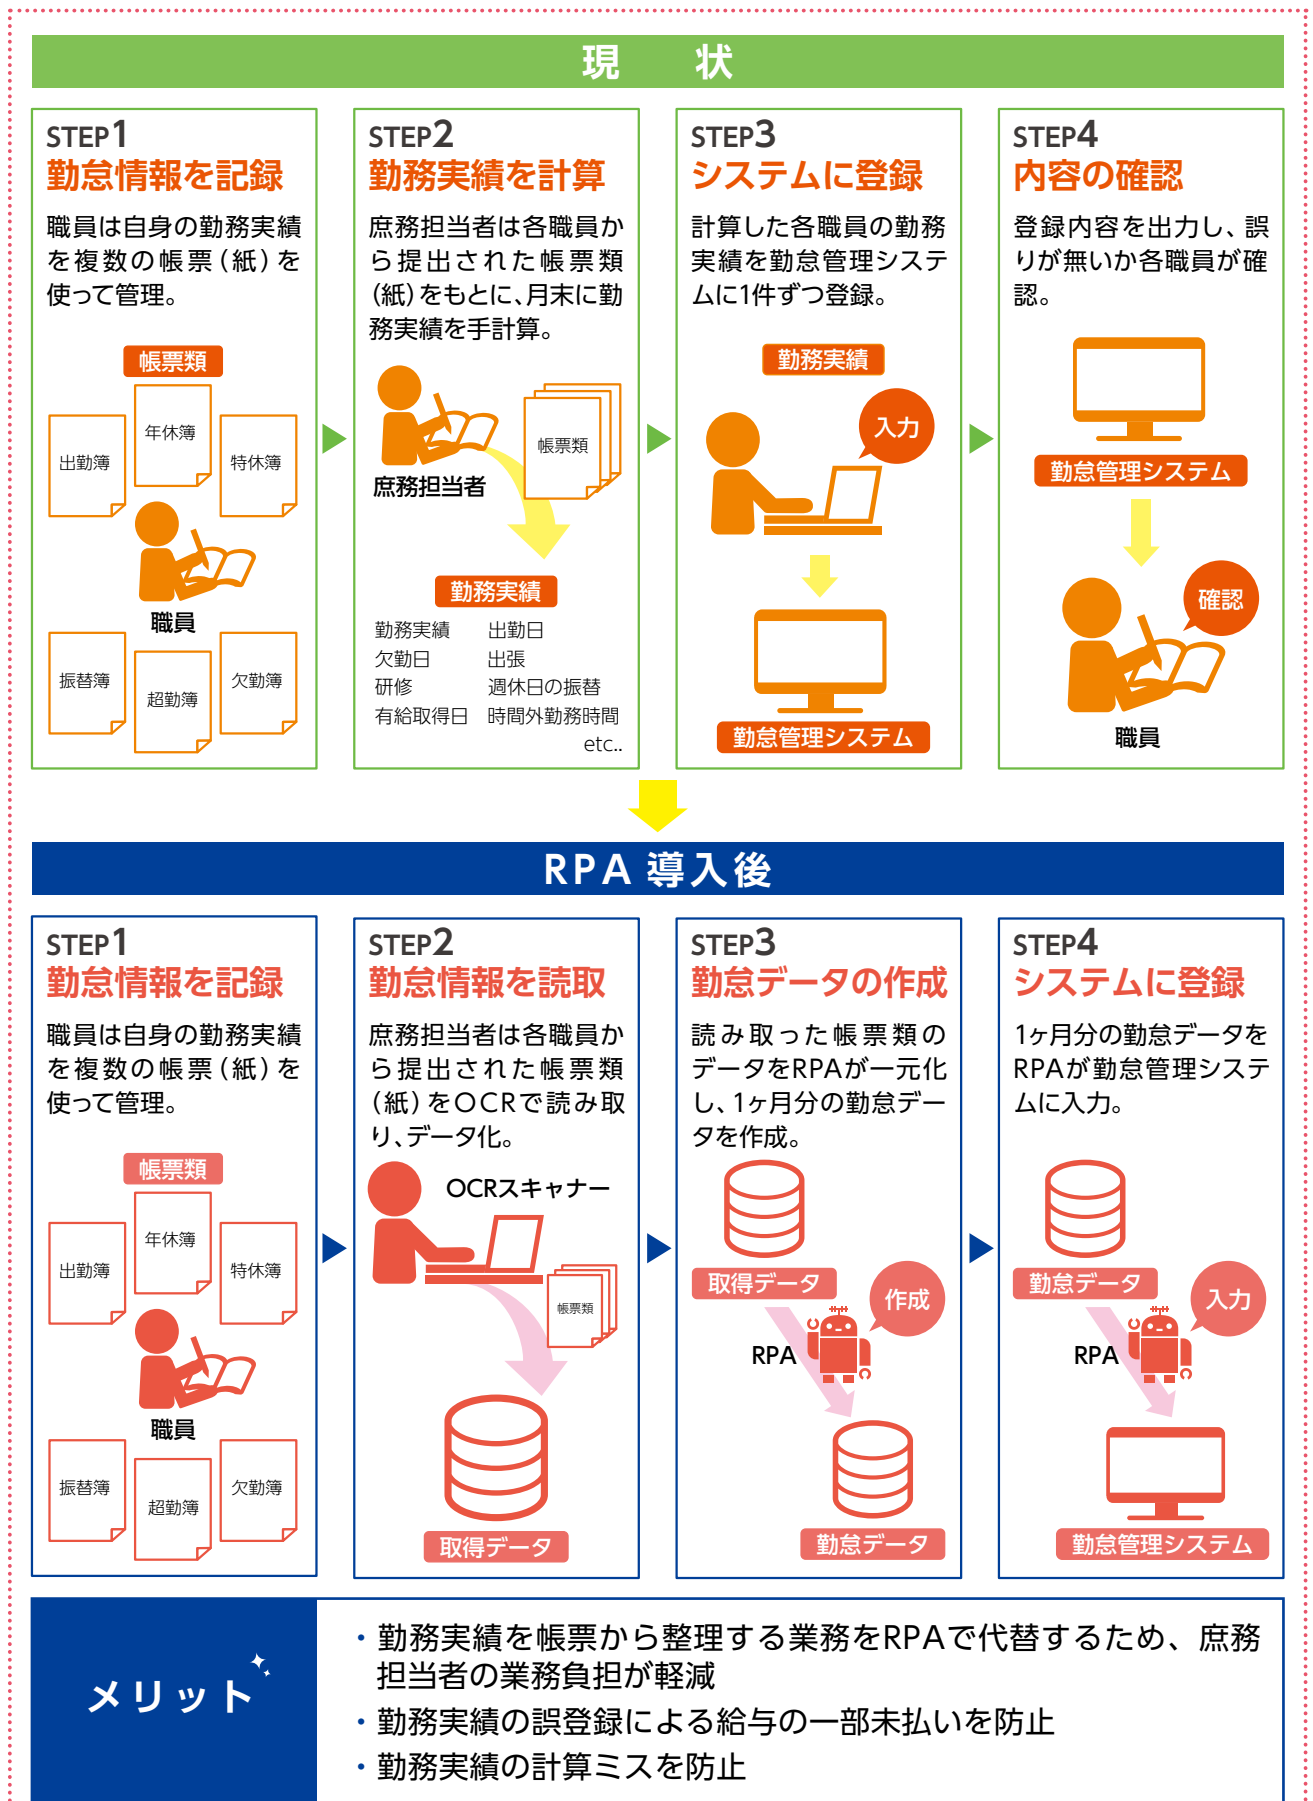 現 状
STEP1
勤怠情報を記録
職員は自身の勤務実績
を複数の帳票(紙)を
使って管理。
帳票類
年休簿
出勤簿
特休簿
職員
振替簿
超勤簿
欠勤簿
STEP2
勤務実績を計算
庶務担当者は各職員か
ら提出された帳票類
(紙)をもとに、月末に勤
務実績を手計算。
帳票類
庶務担当者
勤務実績
勤務実績 出勤日
欠勤日 出張
研修 週休日の振替
有給取得日 時間外勤務時間
etc..
STEP3
システムに登録
計算した各職員の勤務
実績を勤怠管理システ
ムに1件ずつ登録。
勤務実績
入力
勤怠管理システム
STEP4
内容の確認
登録内容を出力し、誤
りが無いか各職員が確
認。
勤怠管理システム
確認
職員
RPA 導入後
STEP1
勤怠情報を記録
職員は自身の勤務実績
を複数の帳票(紙)を
使って管理。
帳票類
年休簿
出勤簿
特休簿
職員
振替簿
超勤簿
欠勤簿
STEP2
勤怠情報を読取
庶務担当者は各職員か
ら提出された帳票類
(紙)をOCRで読み取
り、データ化。
OCRスキャナー
帳票類
取得データ
STEP3
勤怠データの作成
読み取った帳票類の
データをRPAが一元化
し、1ヶ月分の勤怠デー
タを作成。
取得データ
作成
RPA
勤怠データ
STEP4
システムに登録
1ヶ月分の勤怠データを
RPAが勤怠管理システ
ムに入力。
勤怠データ
入力
RPA
勤怠管理システム
メリット
・勤務実績を帳票から整理する業務をRPAで代替するため、庶務
担当者の業務負担が軽減
・勤務実績の誤登録による給与の一部未払いを防止
・勤務実績の計算ミスを防止